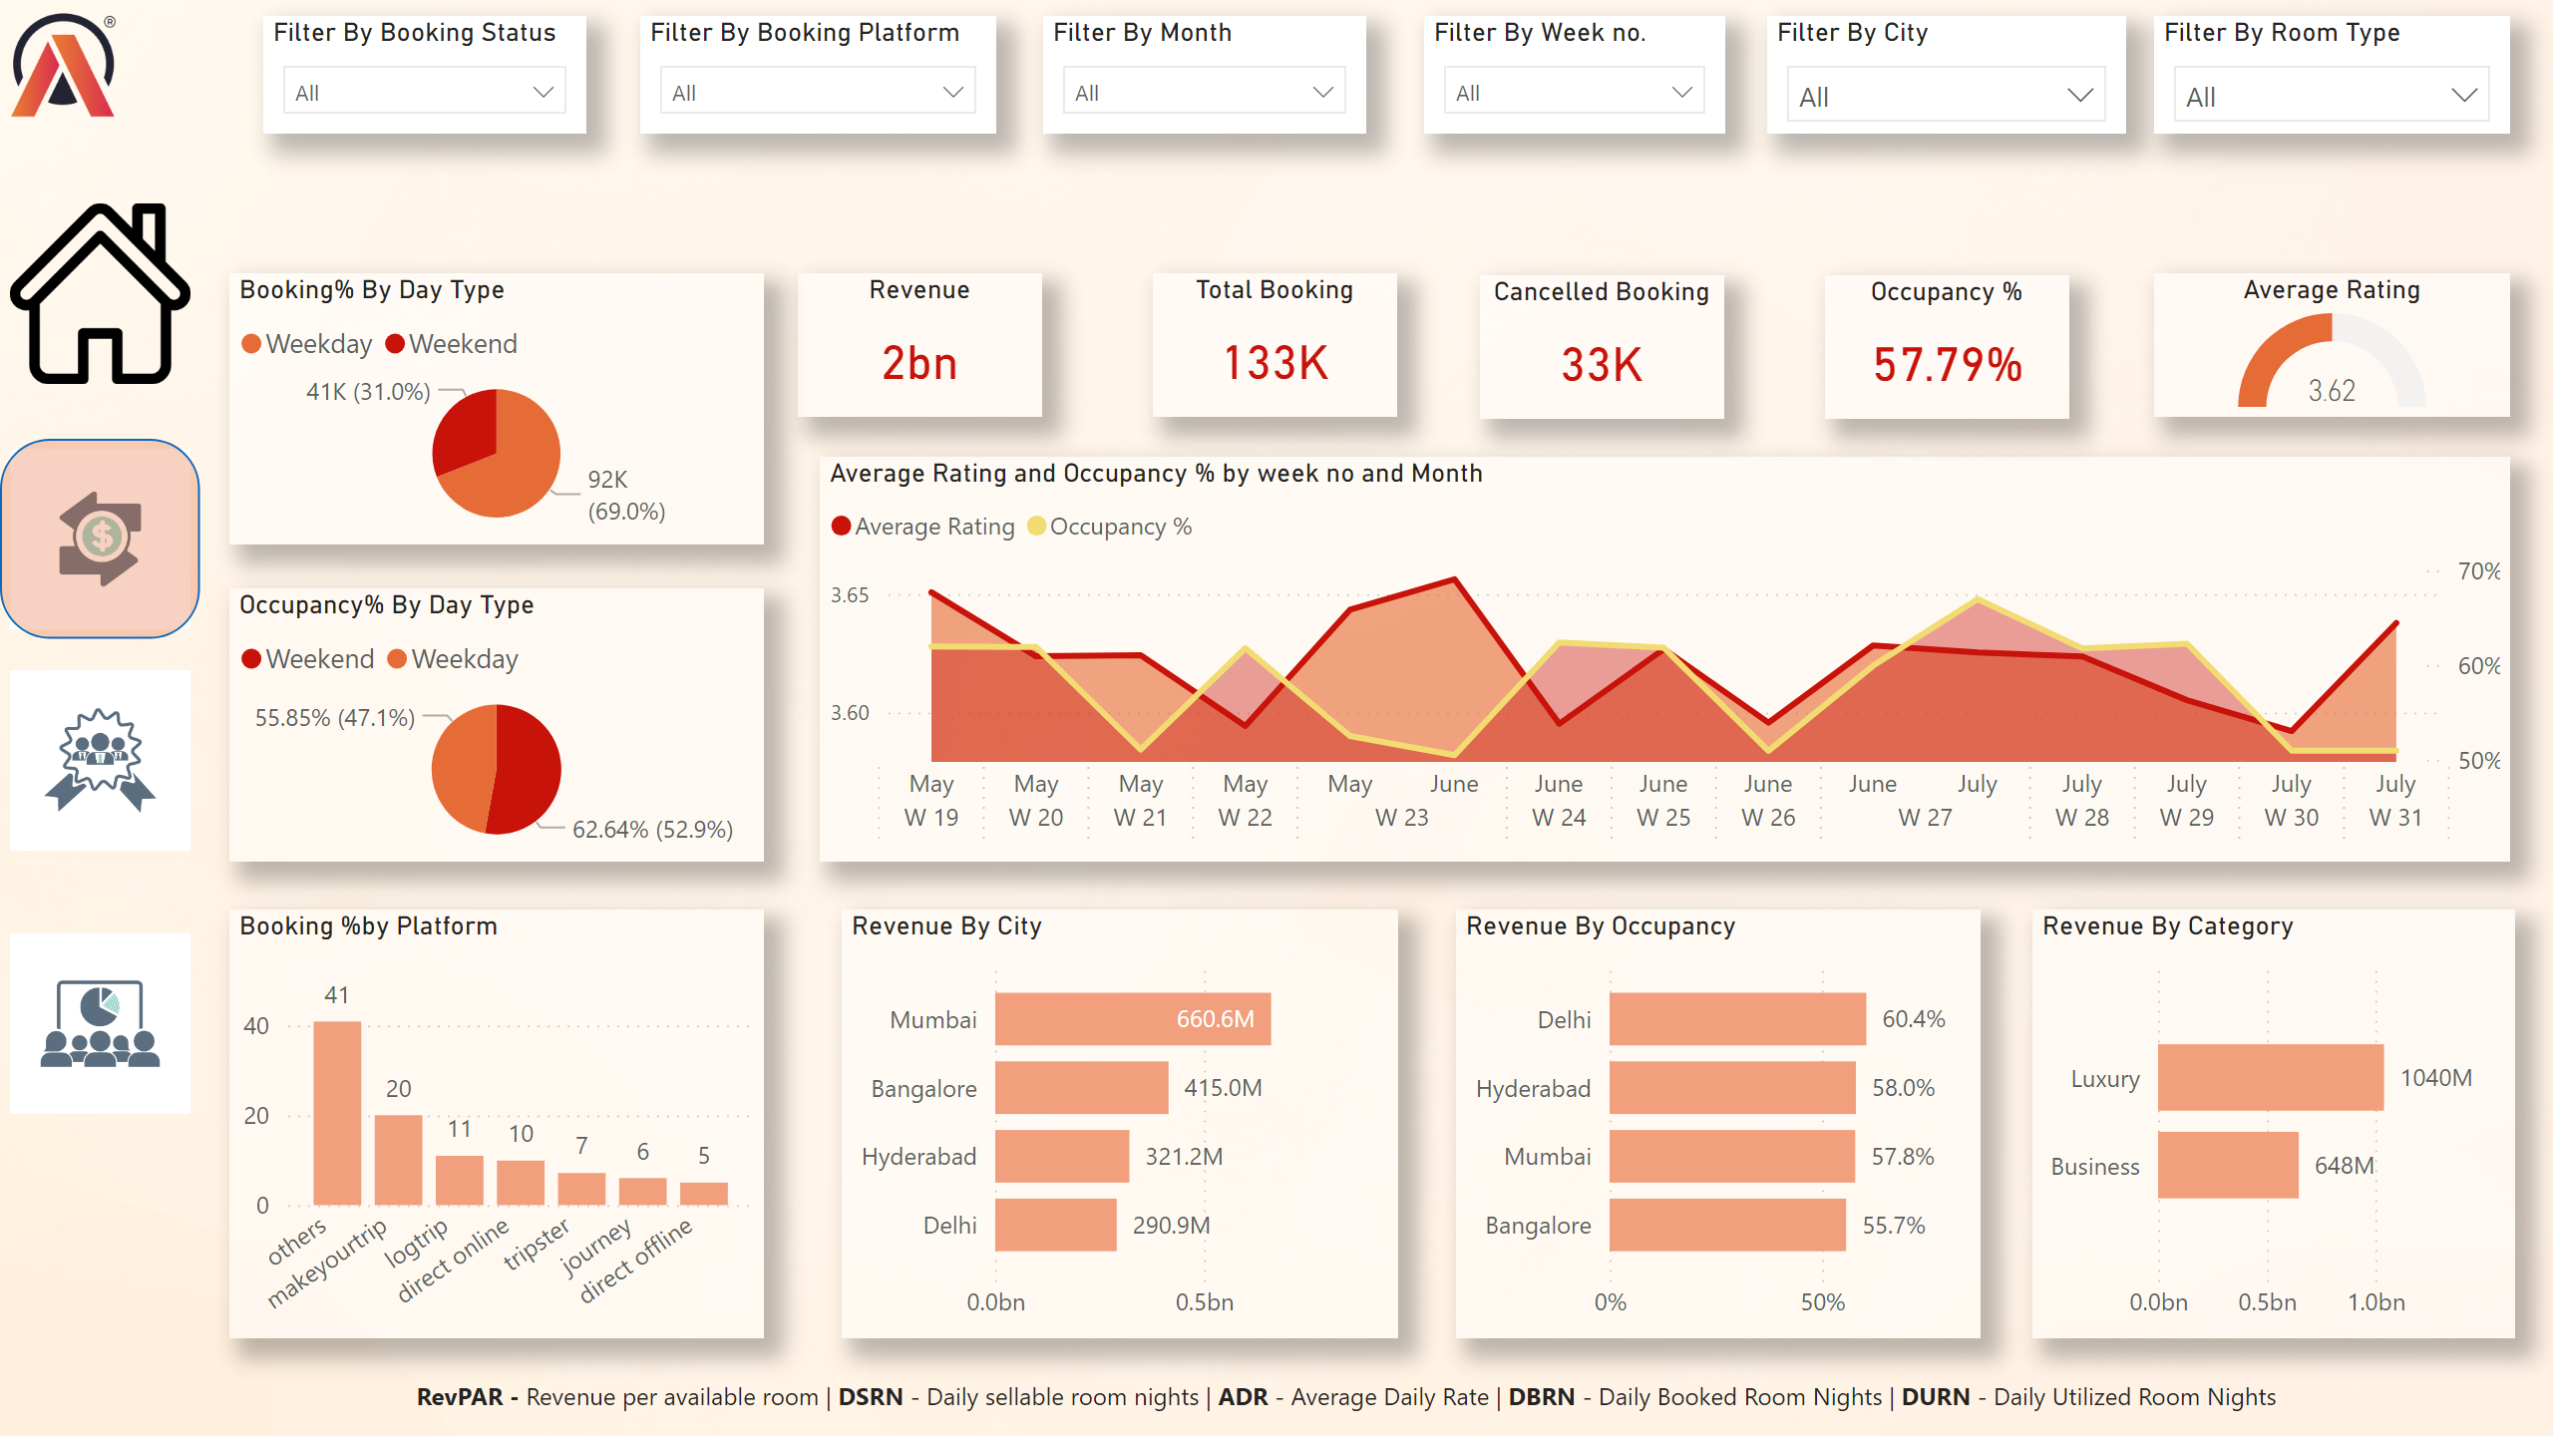 ®
Filter By Booking Status
All
Filter By Booking Platform
All
Filter By Month
All
Filter By Week no.
All
Filter By City
All
Filter By Room Type
All
Booking% By Day Type
Weekday Weekend
41K (31.0%)
92K
(69.0%)
Revenue
2bn
Total Booking
133K
Cancelled Booking
33K
Occupancy %
57.79%
Average Rating
3.62
$
Occupancy% By Day Type
Weekend Weekday
55.85% (47.1%)
62.64% (52.9%)
Average Rating and Occupancy % by week no and Month
Average Rating Occupancy %
3.65
3.60
70%
60%
50%
May May May May May June June June June June July July July July July
W 19 W 20 W 21 W 22 W 23 W 24 W 25 W 26 W 27 W 28 W 29 W 30 W 31
Booking %by Platform
40
20
0
41 20 11 10 7 6 5
others
makeyourtrip
logtrip
direct online
tripster
journey
direct offline
Revenue By City
Mumbai 660.6M
Bangalore 415.0M
Hyderabad 321.2M
Delhi 290.9M
0.0bn 0.5bn
Revenue By Occupancy
Delhi 60.4%
Hyderabad 58.0%
Mumbai 57.8%
Bangalore 55.7%
0% 50%
Revenue By Category
Luxury 1040M
Business 648M
0.0bn 0.5bn 1.0bn
RevPAR - Revenue per available room | DSRN - Daily sellable room nights | ADR - Average Daily Rate | DBRN - Daily Booked Room Nights | DURN - Daily Utilized Room Nights